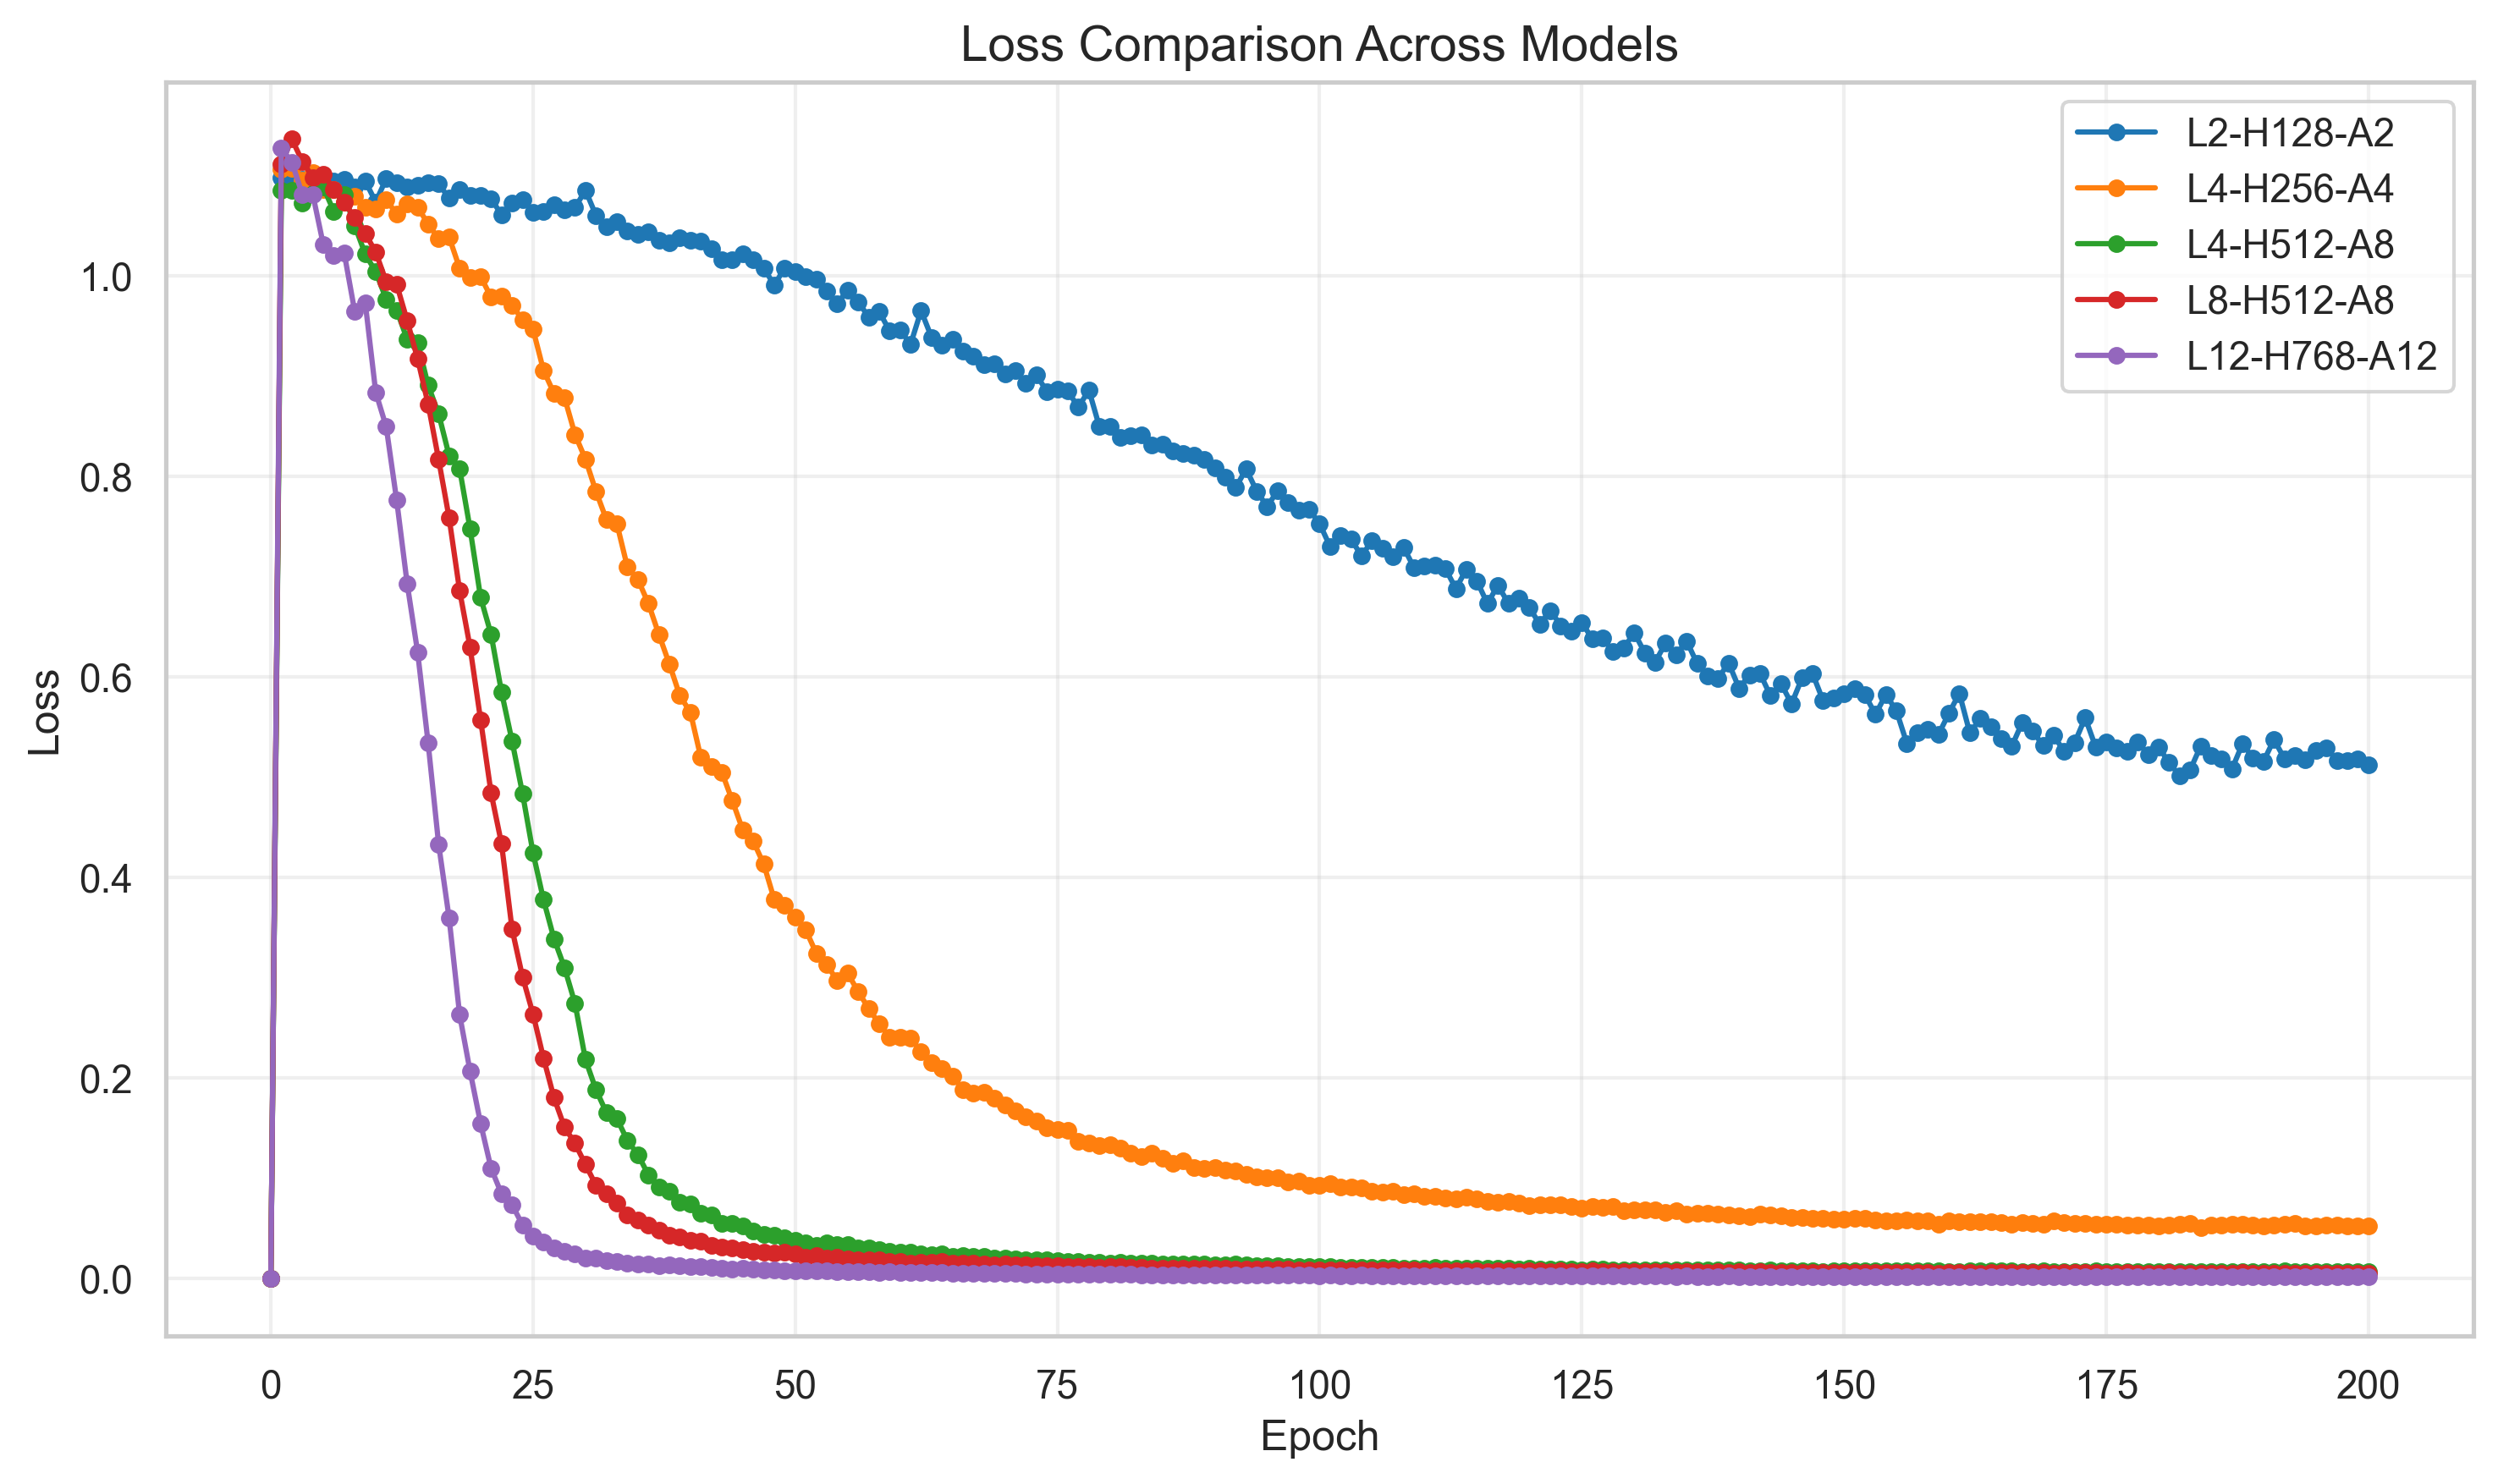 Loss Comparison Across Models
L2-H128-A2
L4-H256-A4
L4-H512-A8
L8-H512-A8
L12-H768-A12
Loss
1.0
0.8
0.6
0.4
0.2
0.0
0 25 50 75 100 125 150 175 200
Epoch